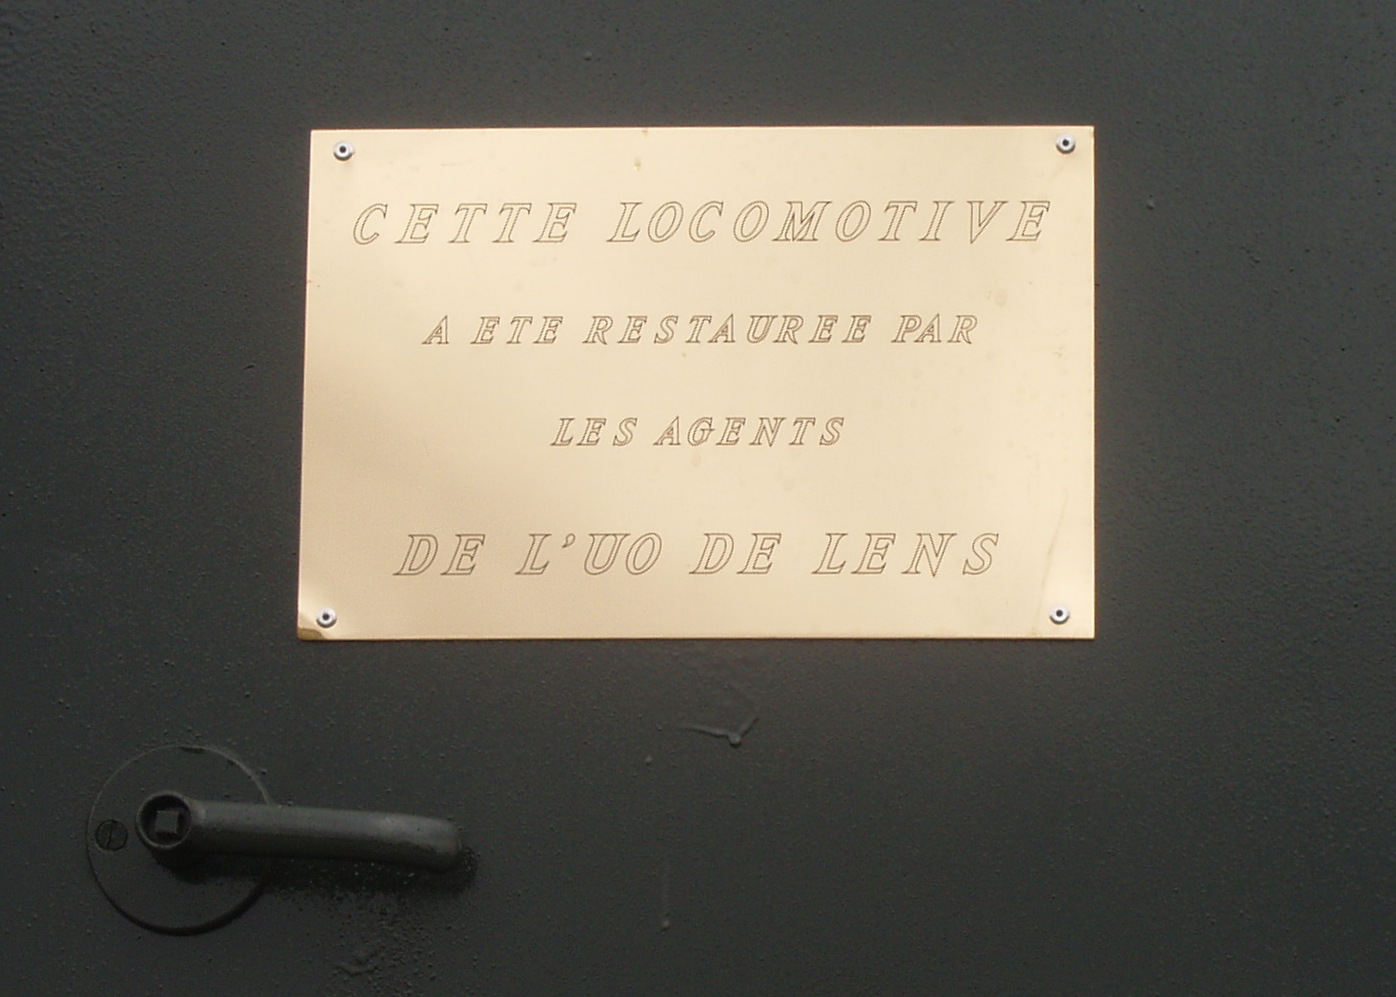 CETTE LOCOMOTIVE
A ETE RESTAUREE PAR
LES AGENTS
DE L'UO DE LENS